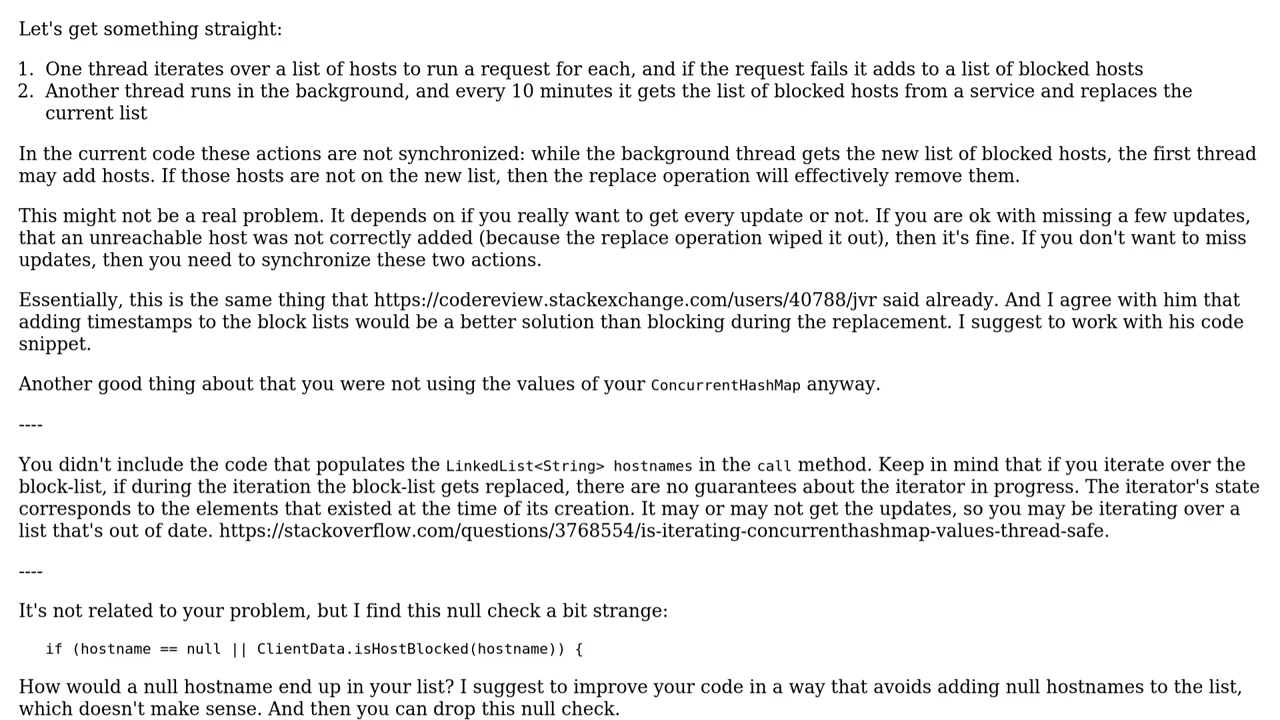 Let's get something straight:
1. One thread iterates over a list of hosts to run a request for each, and if the request fails it adds to a list of blocked hosts
2. Another thread runs in the background, and every 10 minutes it gets the list of blocked hosts from a service and replaces the
current list
In the current code these actions are not synchronized: while the background thread gets the new list of blocked hosts, the first thread
may add hosts. If those hosts are not on the new list, then the replace operation will effectively remove them.
This might not be a real problem. It depends on if you really want to get every update or not. If you are ok with missing a few updates,
that an unreachable host was not correctly added (because the replace operation wiped it out), then it's fine. If you don't want to miss
updates, then you need to synchronize these two actions.
Essentially, this is the same thing that https://codereview.stackexchange.com/users/40788/jvr said already. And I agree with him that
adding timestamps to the block lists would be a better solution than blocking during the replacement. I suggest to work with his code
snippet.
Another good thing about that you were not using the values of your ConcurrentHashMap anyway.
----
You didn't include the code that populates the LinkedList<String> hostnames in the call method. Keep in mind that if you iterate over the
block-list, if during the iteration the block-list gets replaced, there are no guarantees about the iterator in progress. The iterator's state
corresponds to the elements that existed at the time of its creation. It may or may not get the updates, so you may be iterating over a
list that's out of date. https://stackoverflow.com/questions/3768554/is-iterating-concurrenthashmap-values-thread-safe.
----
It's not related to your problem, but I find this null check a bit strange:
if (hostname == null || ClientData.isHostBlocked(hostname)) {
How would a null hostname end up in your list? I suggest to improve your code in a way that avoids adding null hostnames to the list,
which doesn't make sense. And then you can drop this null check.